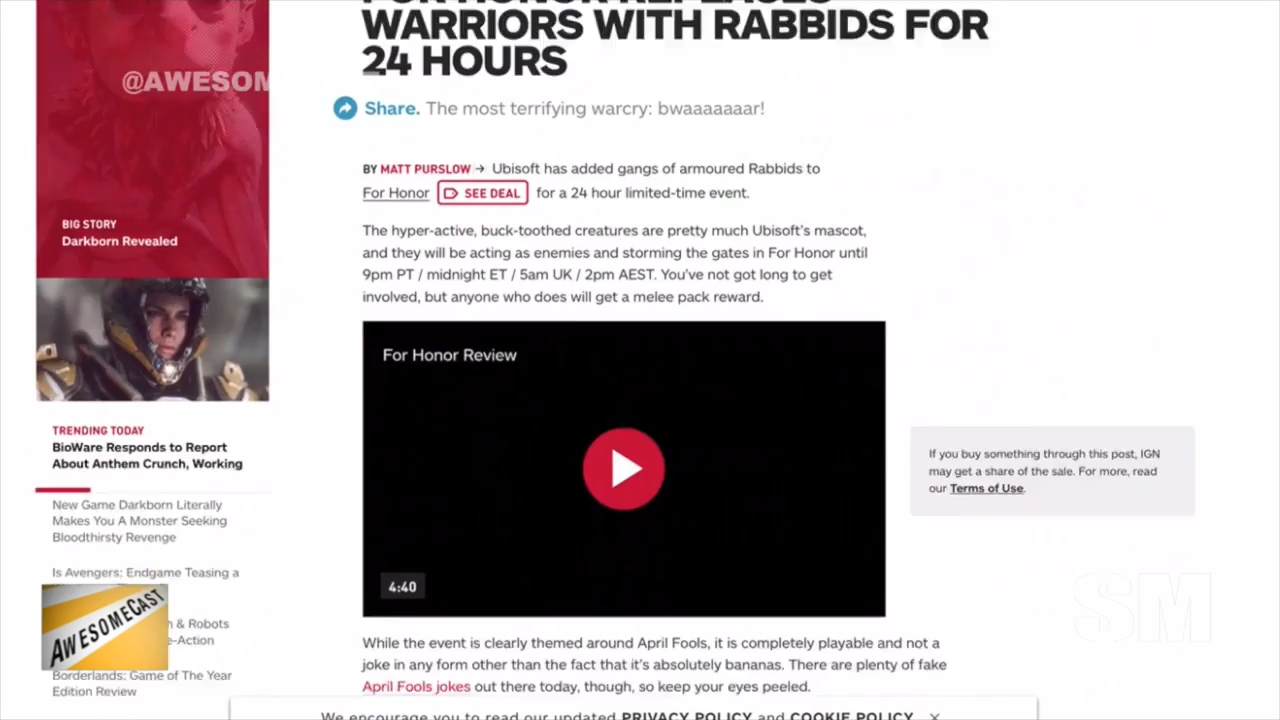 FOR HONOR REPLACES
WARRIORS WITH RABBIDS FOR
24 HOURS
@AWESOM
Share. The most terrifying warcry: bwaaaaaaar!
BY MATT PURSLOW → Ubisoft has added gangs of armoured Rabbids to
For Honor SEE DEAL for a 24 hour limited-time event.
The hyper-active, buck-toothed creatures are pretty much Ubisoft's mascot,
and they will be acting as enemies and storming the gates in For Honor until
9pm PT / midnight ET / 5am UK / 2pm AEST. You've not got long to get
involved, but anyone who does will get a melee pack reward.
BIG STORY
Darkborn Revealed
For Honor Review
4:40
TRENDING TODAY
BioWare Responds to Report
About Anthem Crunch, Working
New Game Darkborn Literally
Makes You A Monster Seeking
Bloodthirsty Revenge
Is Avengers: Endgame Teasing a
h & Robots
e-Action
Borderlands: Game of The Year
Edition Review
AWESOMECAST
If you buy something through this post, IGN
may get a share of the sale. For more, read
our Terms of Use.
SM
While the event is clearly themed around April Fools, it is completely playable and not a
joke in any form other than the fact that it's absolutely bananas. There are plenty of fake
April Fools jokes out there today, though, so keep your eyes peeled.
We encourage you to read our updated PRIVACY POLICY and COOKIE POLICY. ×